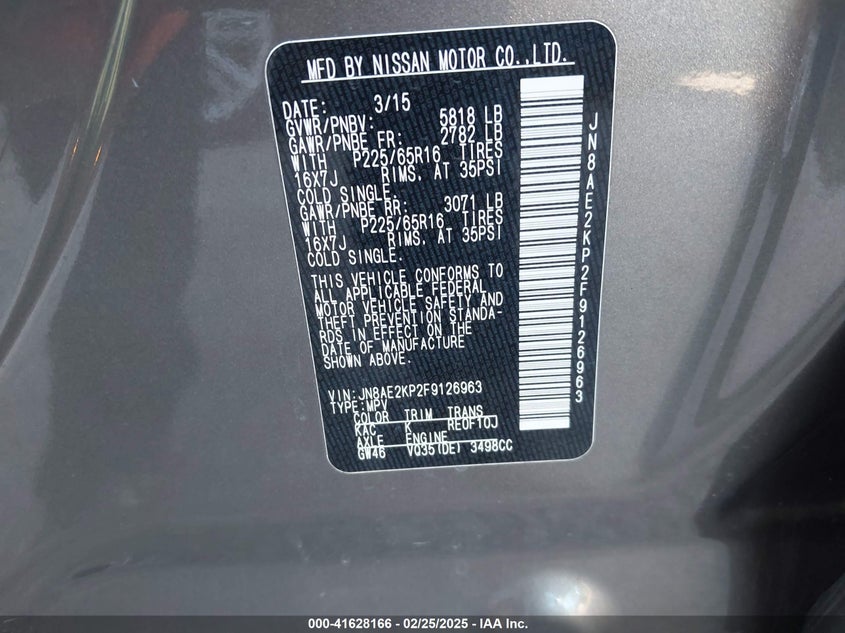 MFD BY NISSAN MOTOR CO.,LTD.
DATE: 3/15
GVWR/PNBV: 5818 LB
GAWR/PNBE FR: 2782 LB
WITH P225/65R16 TIRES
16X7J RIMS, AT 35PSI
COLD SINGLE.
GAWR/PNBE RR: 3071 LB
WITH P225/65R16 TIRES
16X7J RIMS, AT 35PSI
COLD SINGLE.
THIS VEHICLE CONFORMS TO
ALL APPLICABLE FEDERAL
MOTOR VEHICLE SAFETY AND
THEFT PREVENTION STANDA-
RDS IN EFFECT ON THE
DATE OF MANUFACTURE
SHOWN ABOVE.
VIN:JN8AE2KP2F9126963
TYPE:MPV
COLOR TRIM TRANS
KAC K RE0F10J
AXLE ENGINE
GW46 VQ35(DE) 3498CC
JN8AE2KP2F9126963
000-41628166 - 02/25/2025 - IAA Inc.